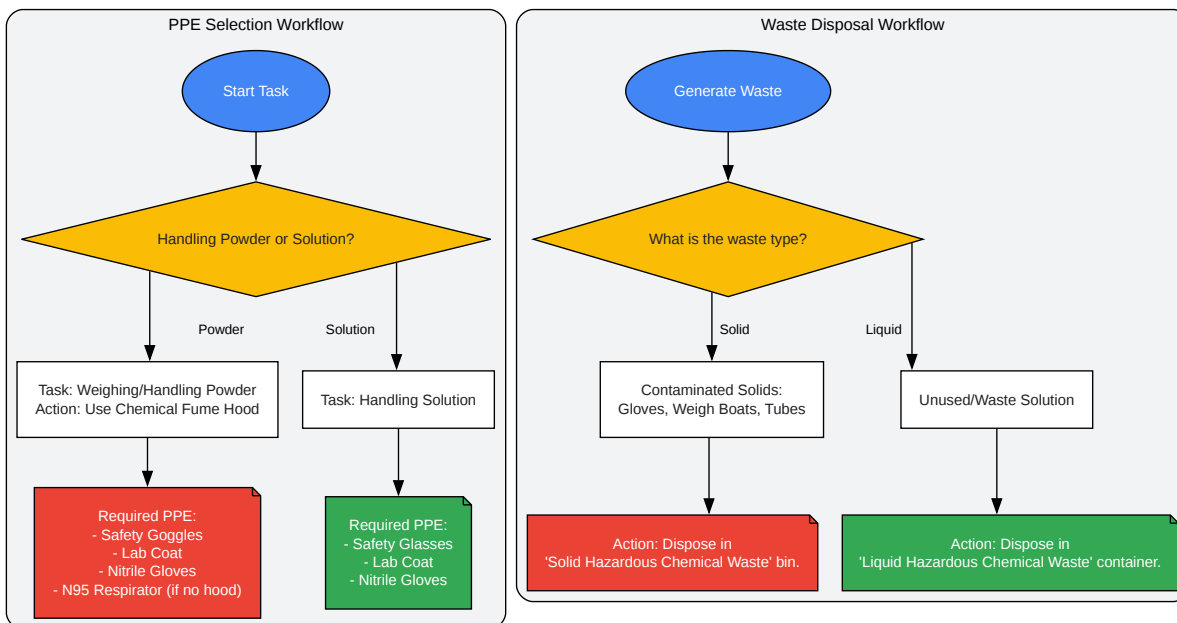 PPE Selection Workflow
Start Task
Handling Powder or Solution?
Powder
Solution
Task: Weighing/Handling Powder
Action: Use Chemical Fume Hood
Task: Handling Solution
Required PPE:
- Safety Goggles
- Lab Coat
- Nitrile Gloves
- N95 Respirator (if no hood)
Required PPE:
- Safety Glasses
- Lab Coat
- Nitrile Gloves
Waste Disposal Workflow
Generate Waste
What is the waste type?
Solid
Liquid
Contaminated Solids:
Gloves, Weigh Boats, Tubes
Unused/Waste Solution
Action: Dispose in
'Solid Hazardous Chemical Waste' bin.
Action: Dispose in
'Liquid Hazardous Chemical Waste' container.